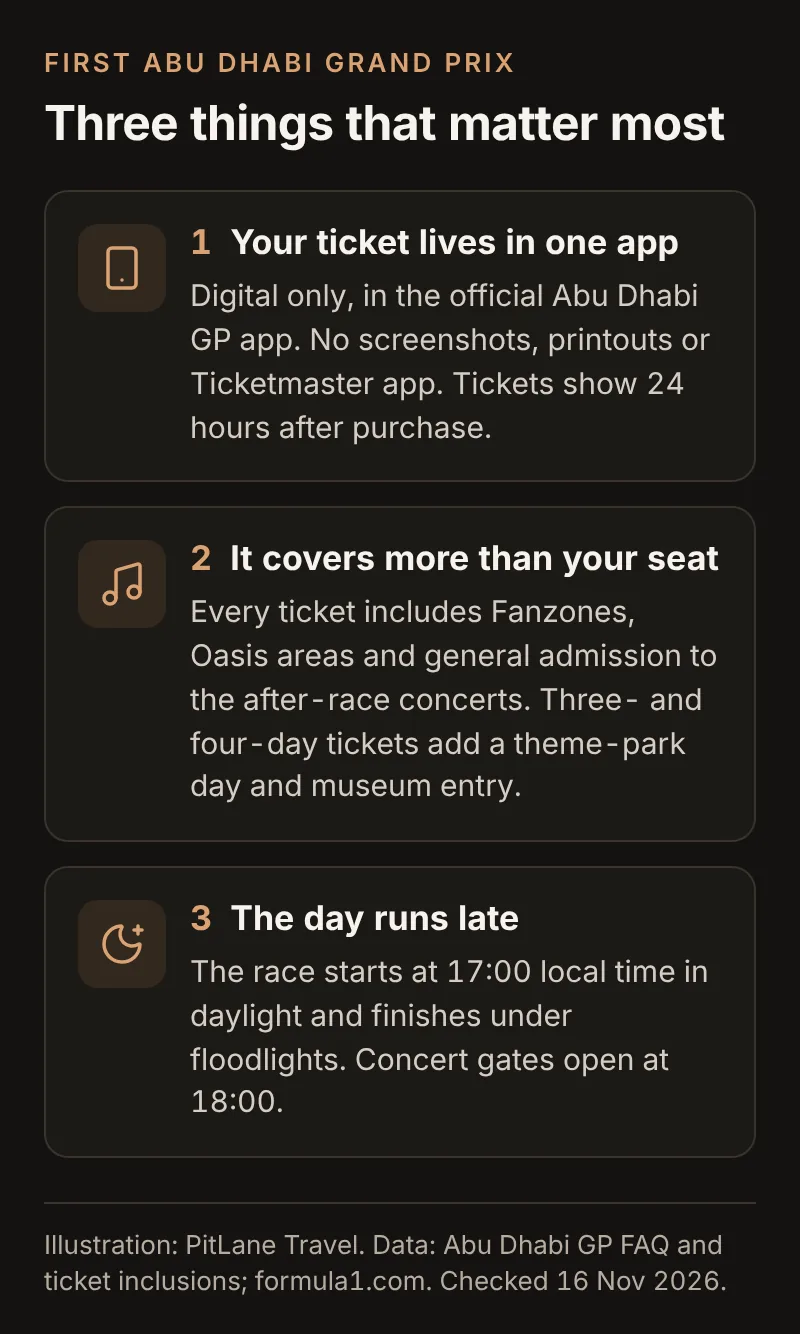 FIRST ABU DHABI GRAND PRIX
Three things that matter most
1 Your ticket lives in one app
Digital only, in the official Abu Dhabi
GP app. No screenshots, printouts or
Ticketmaster app. Tickets show 24
hours after purchase.
2 It covers more than your seat
Every ticket includes Fanzones,
Oasis areas and general admission to
the after-race concerts. Three- and
four-day tickets add a theme-park
day and museum entry.
3 The day runs late
The race starts at 17:00 local time in
daylight and finishes under
floodlights. Concert gates open at
18:00.
Illustration: PitLane Travel. Data: Abu Dhabi GP FAQ and
ticket inclusions; formula1.com. Checked 16 Nov 2026.